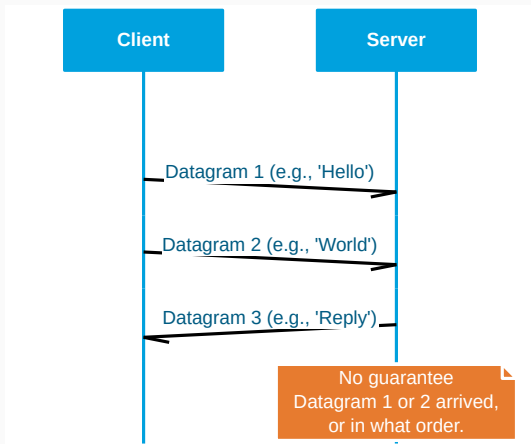 Client
Server
Datagram 1 (e.g., 'Hello')
Datagram 2 (e.g., 'World')
Datagram 3 (e.g., 'Reply')
No guarantee
Datagram 1 or 2 arrived,
or in what order.